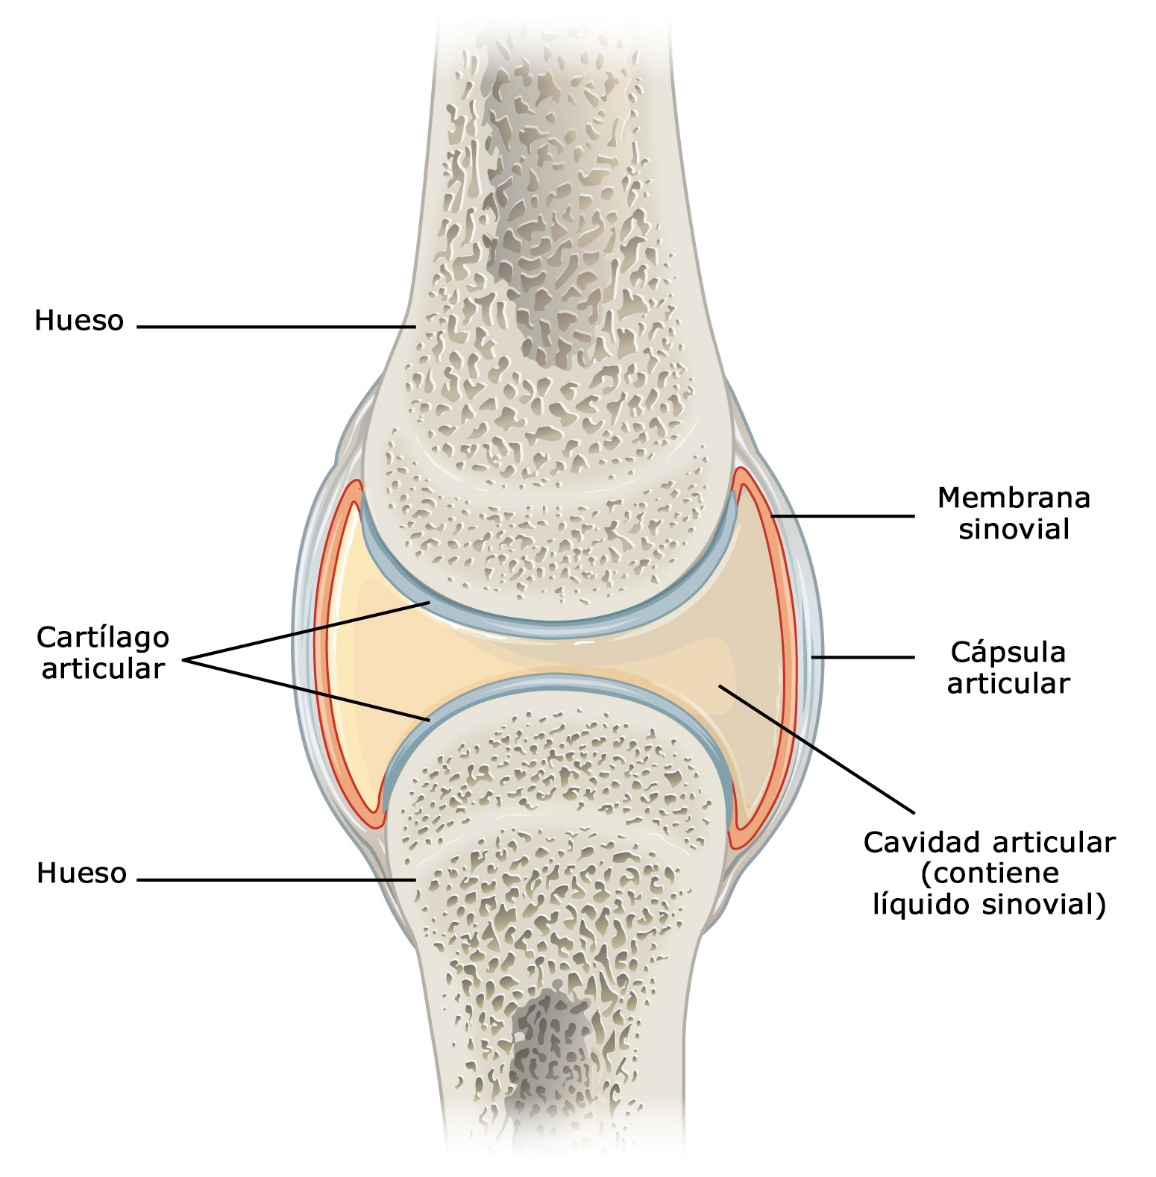 Hueso
Membrana
sinovial
Cartílago
articular
Cápsula
articular
Cavidad articular
(contiene
líquido sinovial)
Hueso